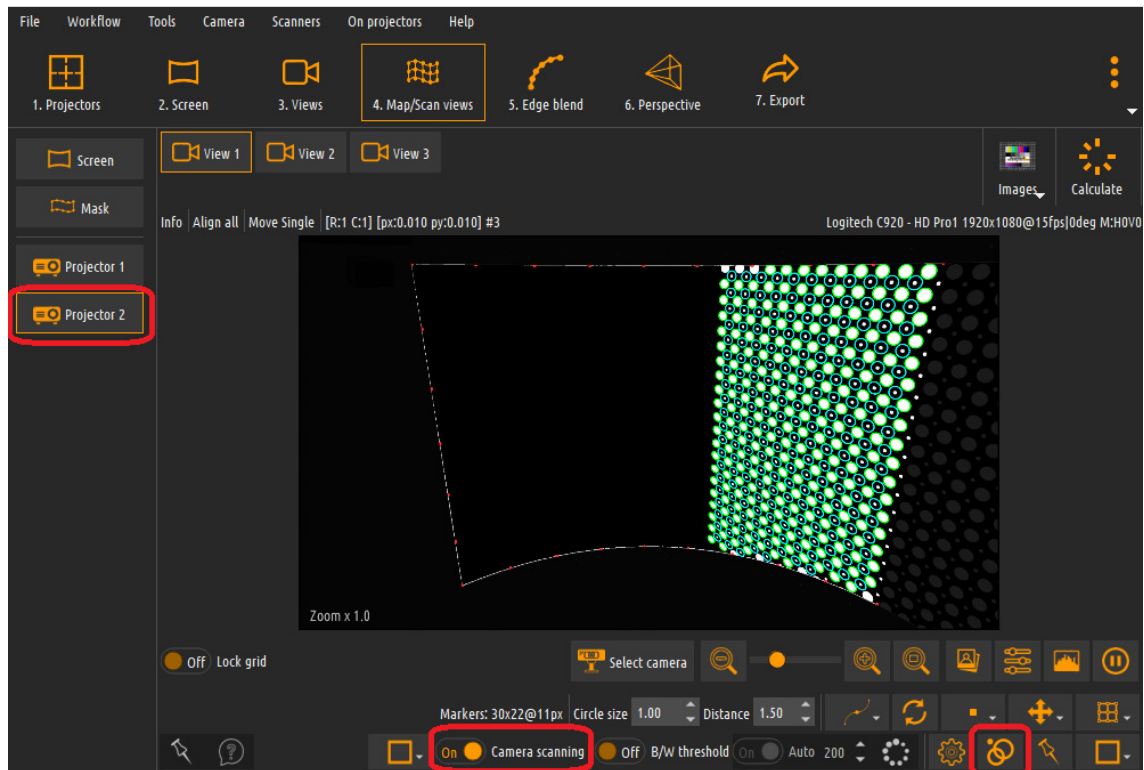 File Workflow Tools Camera Scanners On projectors Help
1. Projectors 2. Screen 3. Views 4. Map/Scan views 5. Edge blend 6. Perspective 7. Export
Screen View 1 View 2 View 3
Images Calculate
Mask
Info Align all Move Single [R:1 C:1] [px:0.010 py:0.010] #3 Logitech C920 - HD Pro1 1920x1080@15fps|0deg M:H0V0
Projector 1
Projector 2
Zoom x 1.0
Off Lock grid Select camera
Markers: 30x22@11px Circle size 1.00 Distance 1.50
On Camera scanning Off B/W threshold On Auto 200